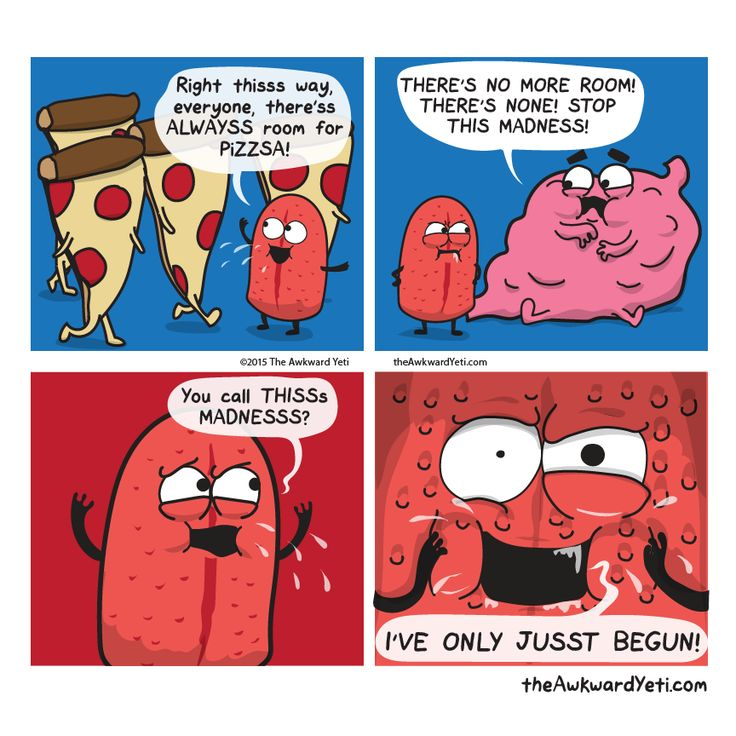 Right thisss way,
everyone, there'ss
ALWAYSS room for
PiZZSA!
THERE'S NO MORE ROOM!
THERE'S NONE! STOP
THIS MADNESS!
©2015 The Awkward Yeti
theAwkwardYeti.com
You call THISSs
MADNESSS?
I'VE ONLY JUSST BEGUN!
theAwkwardYeti.com